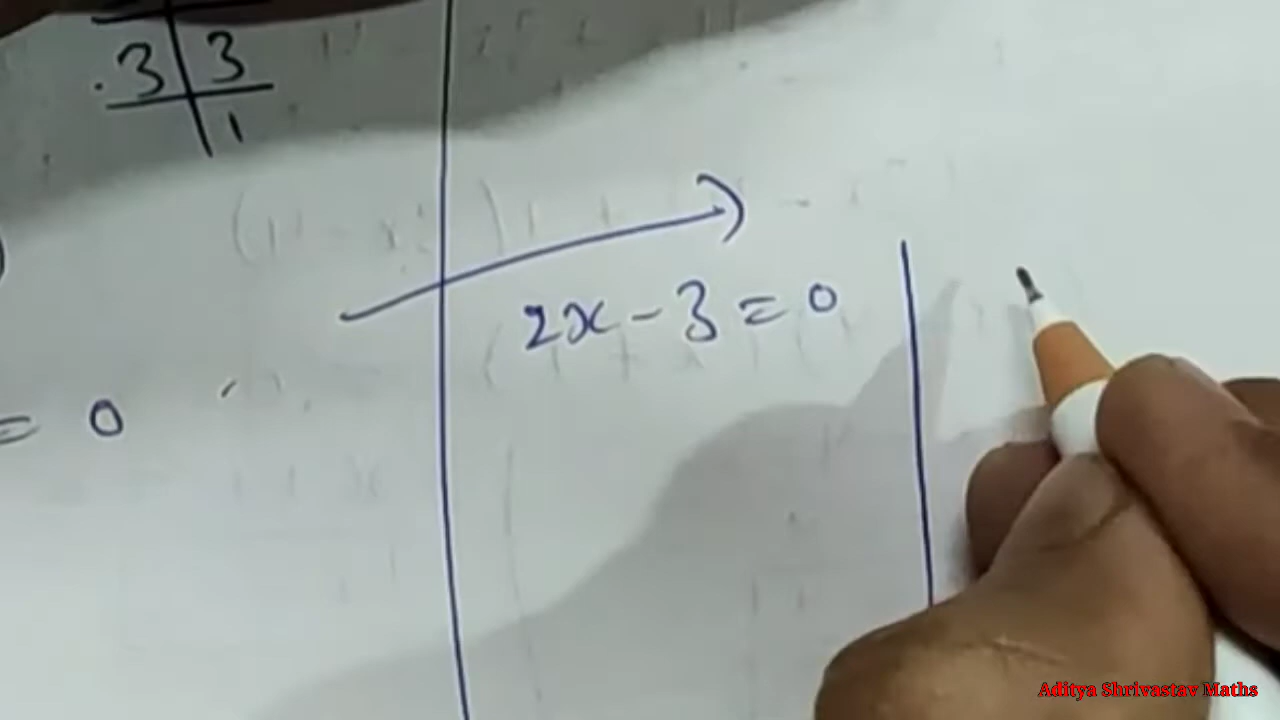 .3 3
1
)
2x - 3 = 0
= 0
Aditya Shrivastav Maths